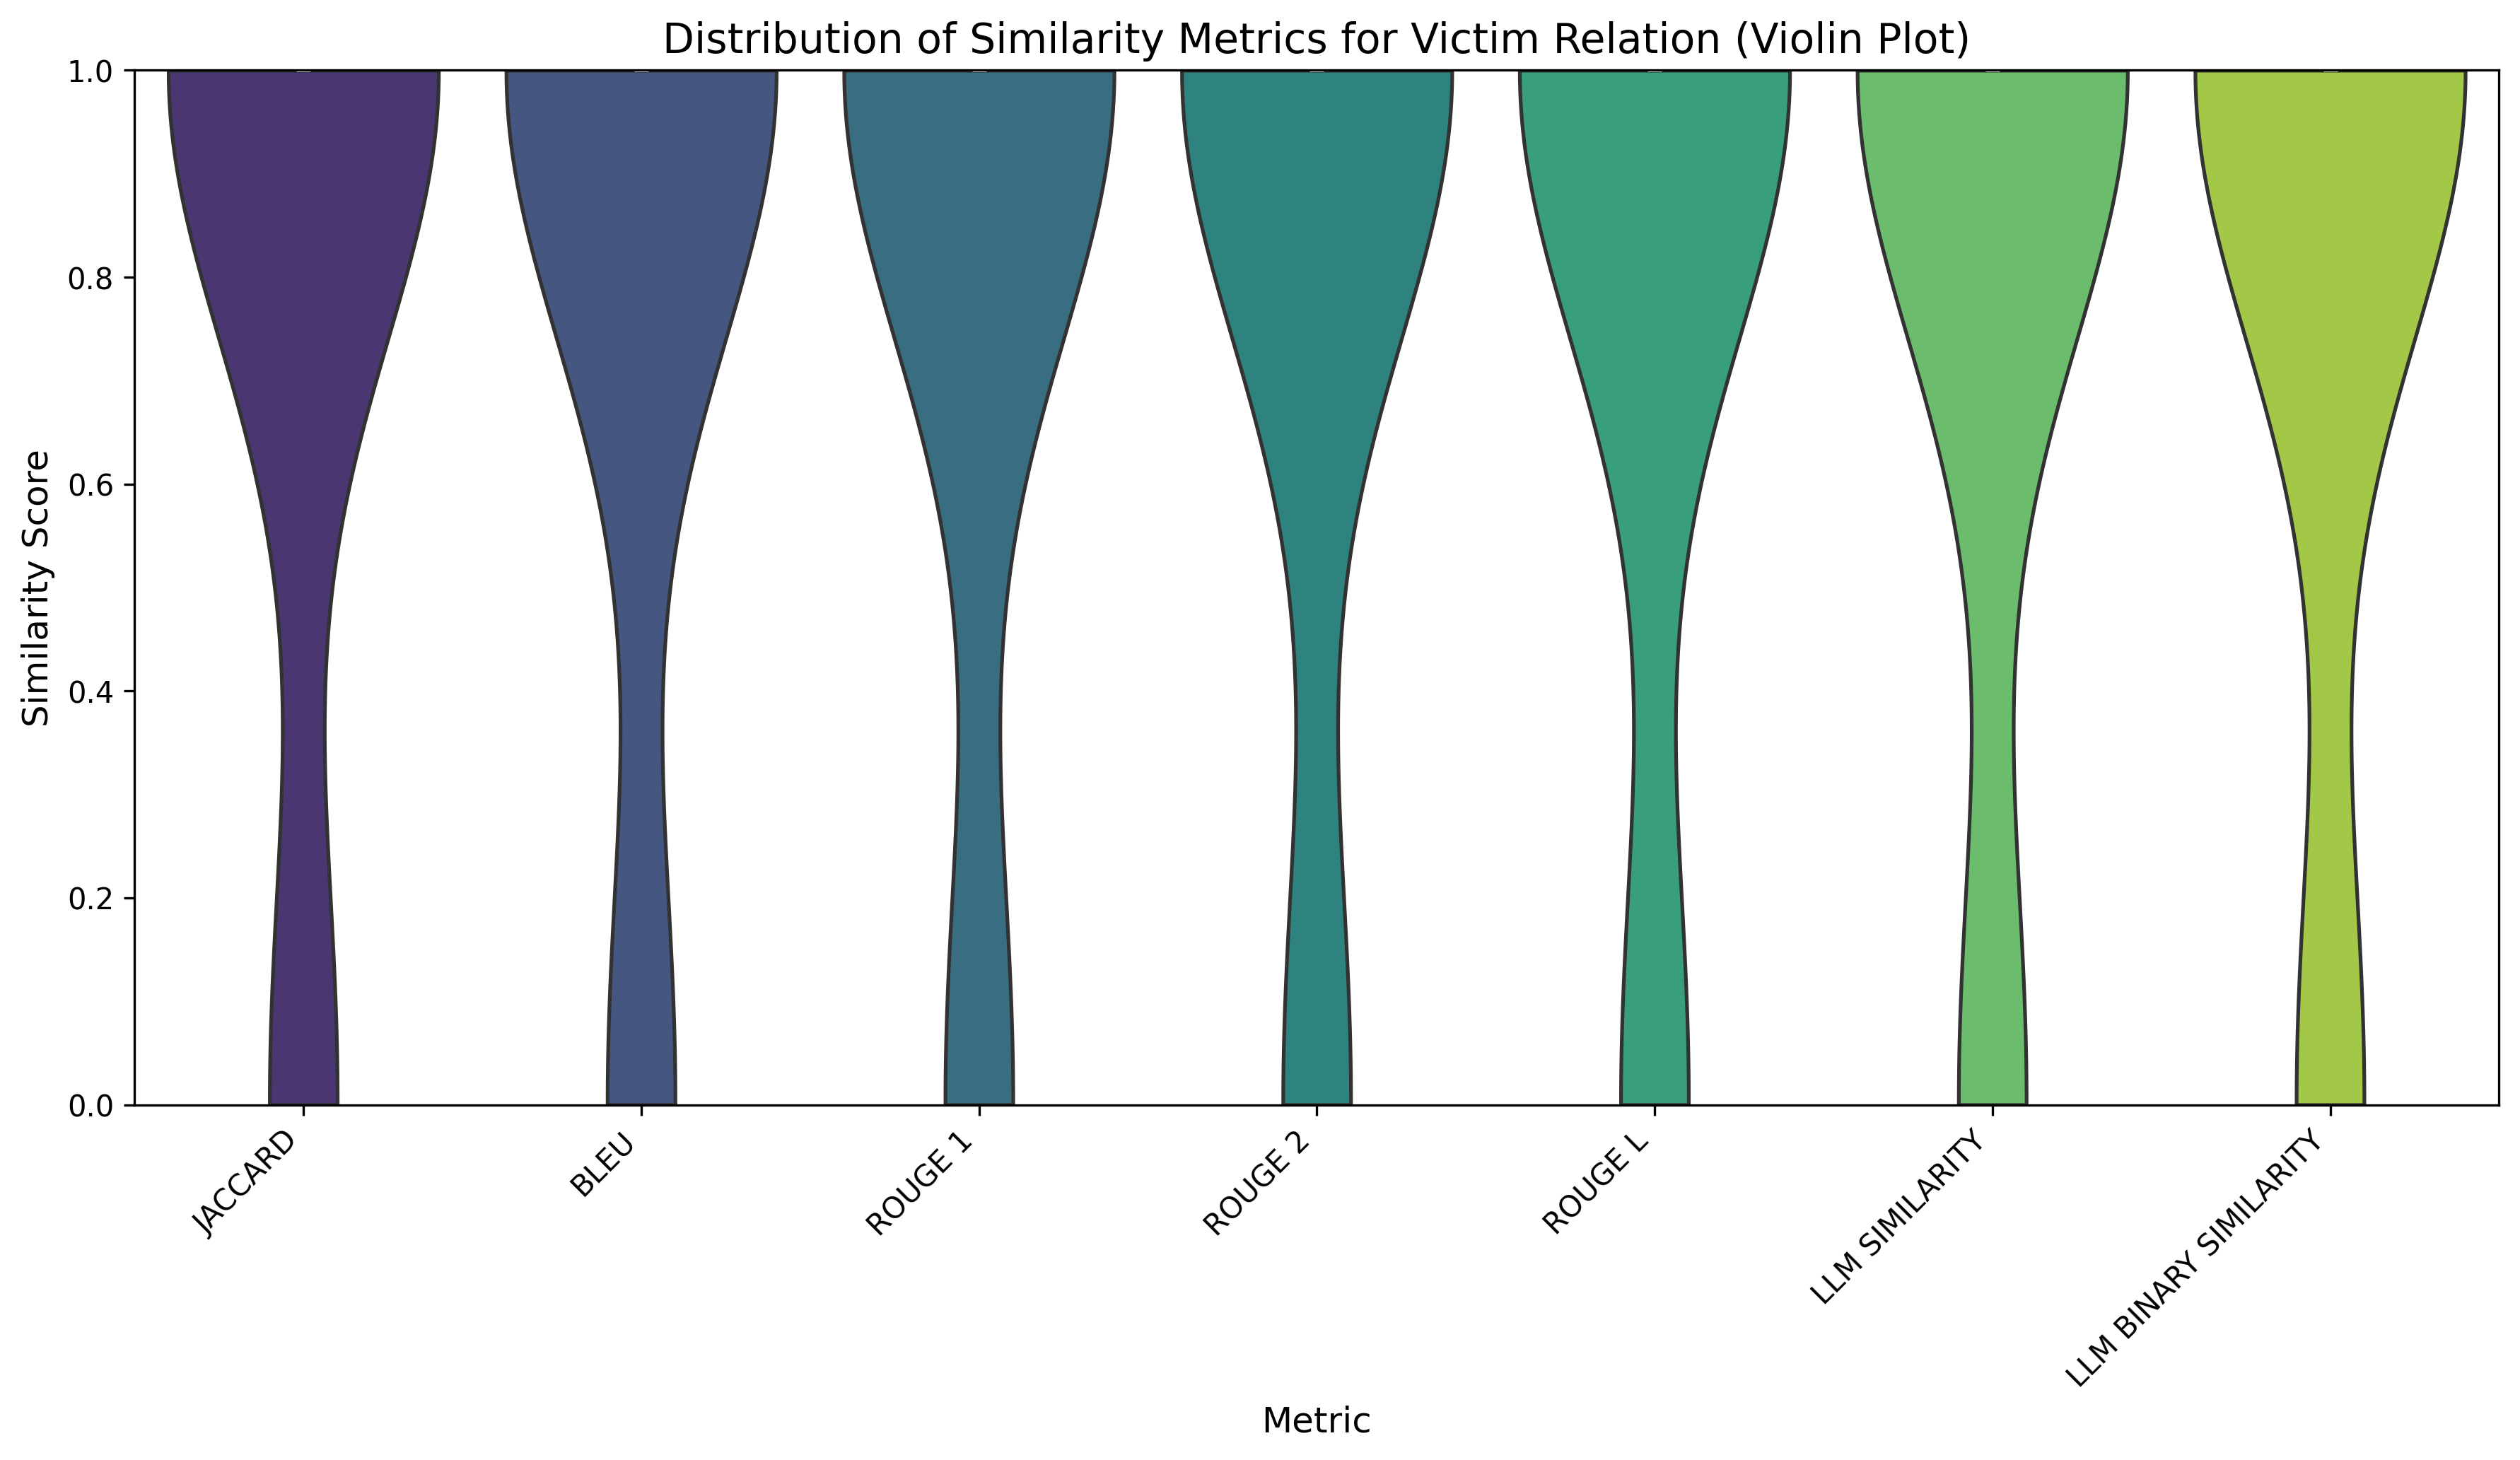 Distribution of Similarity Metrics for Victim Relation (Violin Plot)
Similarity Score
1.0
0.8
0.6
0.4
0.2
0.0
JACCARD
BLEU
ROUGE 1
ROUGE 2
ROUGE L
LLM SIMILARITY
LLM BINARY SIMILARITY
Metric